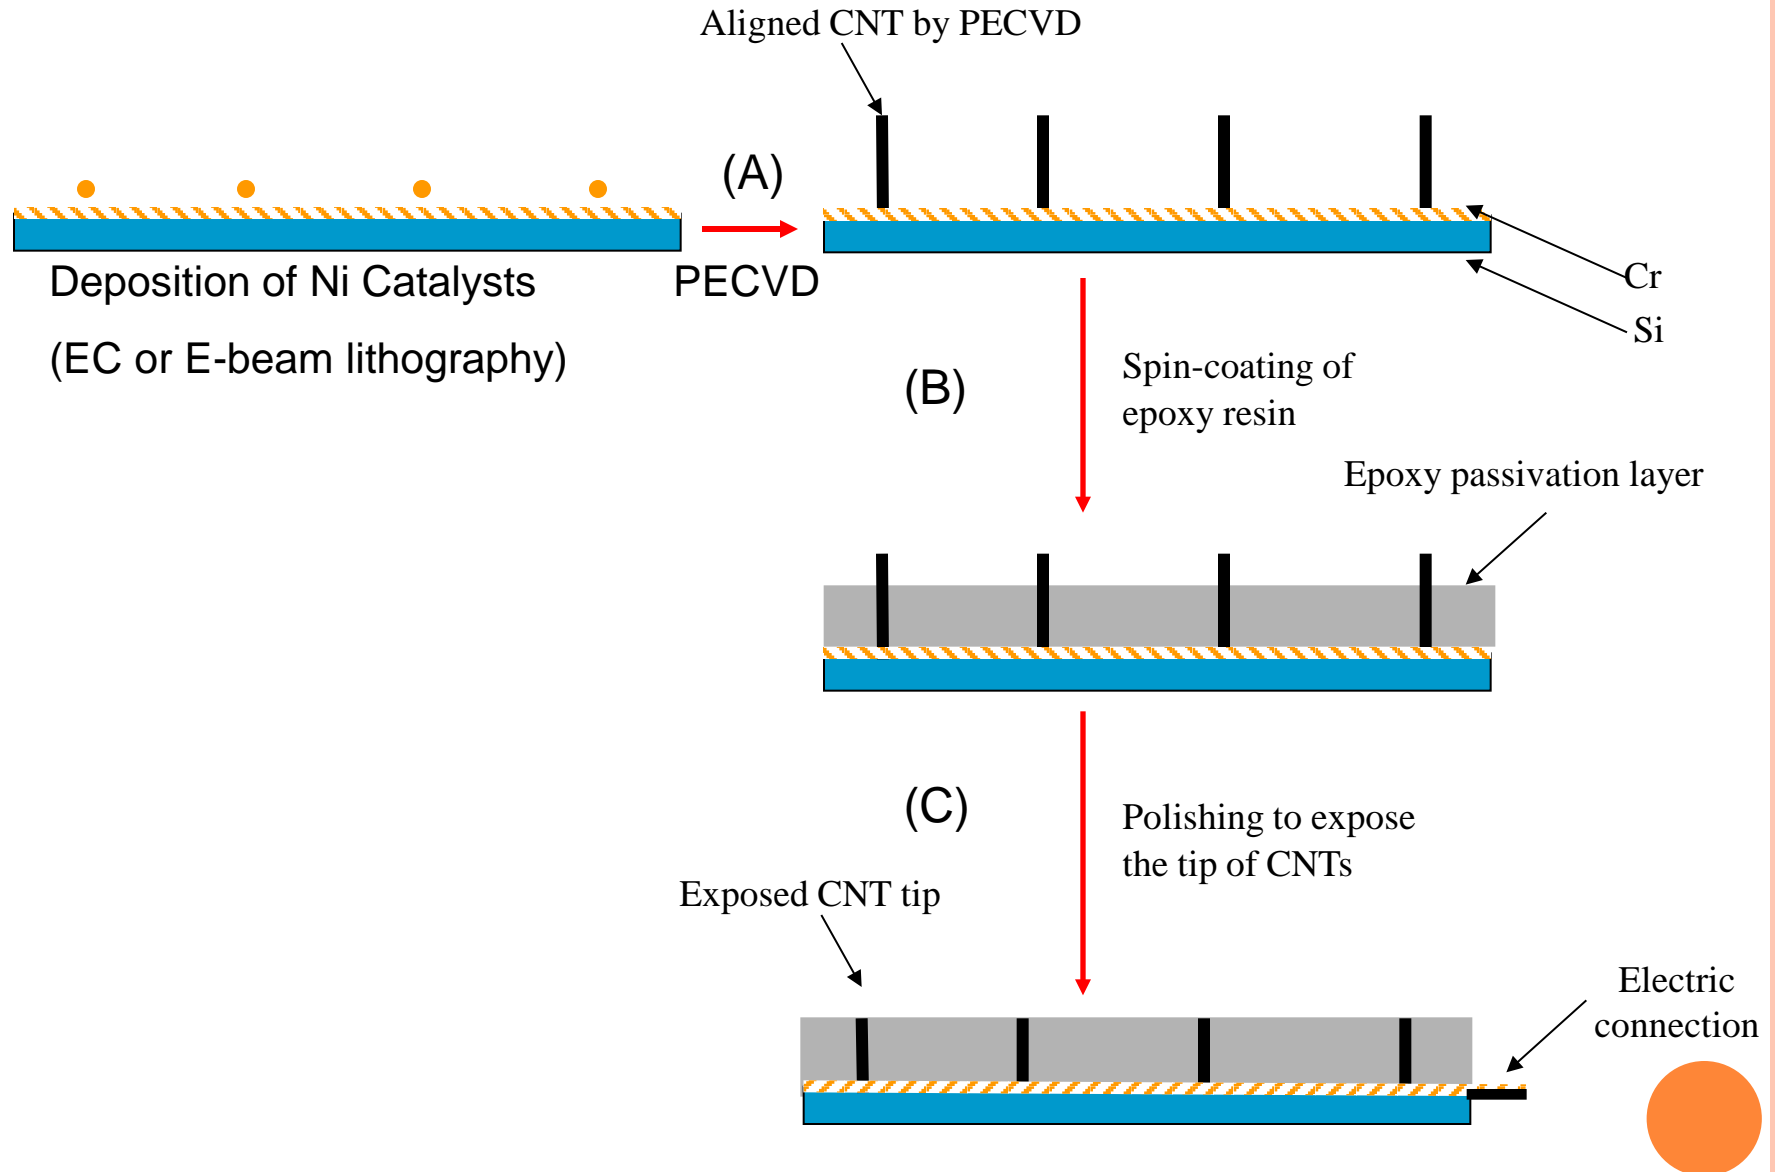 Aligned CNT by PECVD
(A)
Deposition of Ni Catalysts
(EC or E-beam lithography)
PECVD
Cr
Si
(B)
Spin-coating of
epoxy resin
Epoxy passivation layer
(C)
Polishing to expose
the tip of CNTs
Exposed CNT tip
Electric
connection